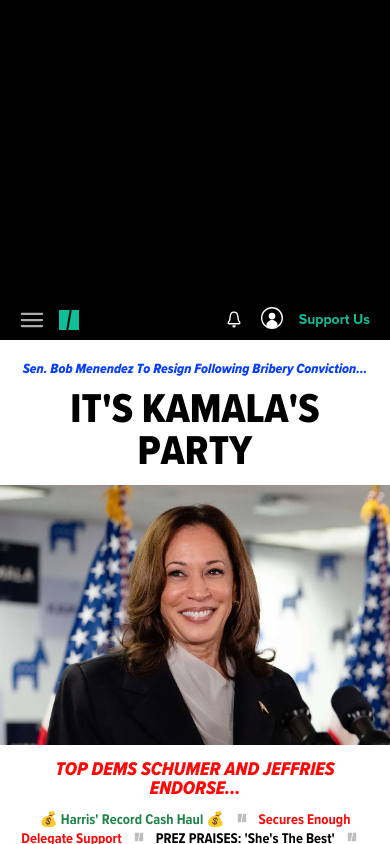 Support Us
Sen. Bob Menendez To Resign Following Bribery Conviction...
IT'S KAMALA'S
PARTY
TOP DEMS SCHUMER AND JEFFRIES
ENDORSE...
💰 Harris' Record Cash Haul 💰 " Secures Enough
Delegate Support " PREZ PRAISES: 'She's The Best' "